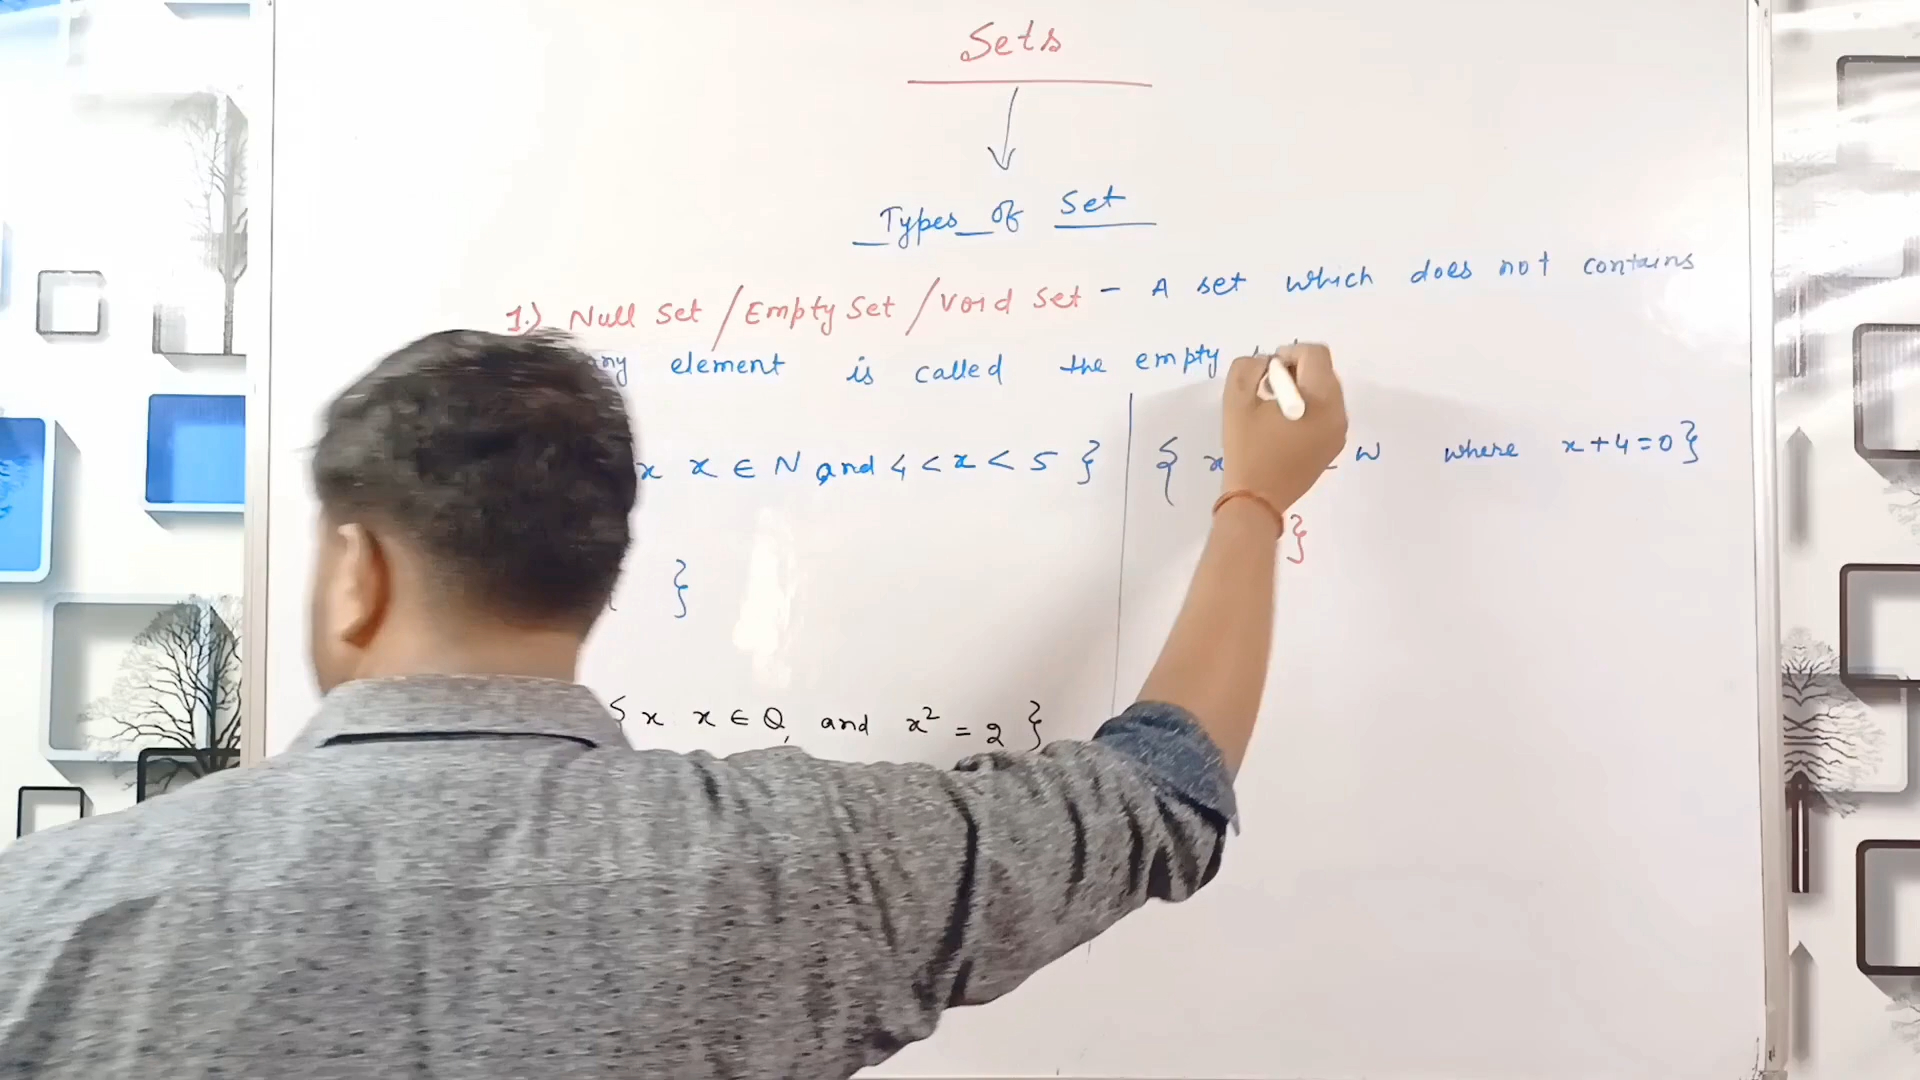 Sets
Types of Set
1.) Null Set / Empty Set / Void Set - A set which does not contains
element is called the empty
x x ∈ N and 4 < x < 5 }
{ x W where x + 4 = 0 }
}
}
{ x x ∈ Q, and x² = 2 }